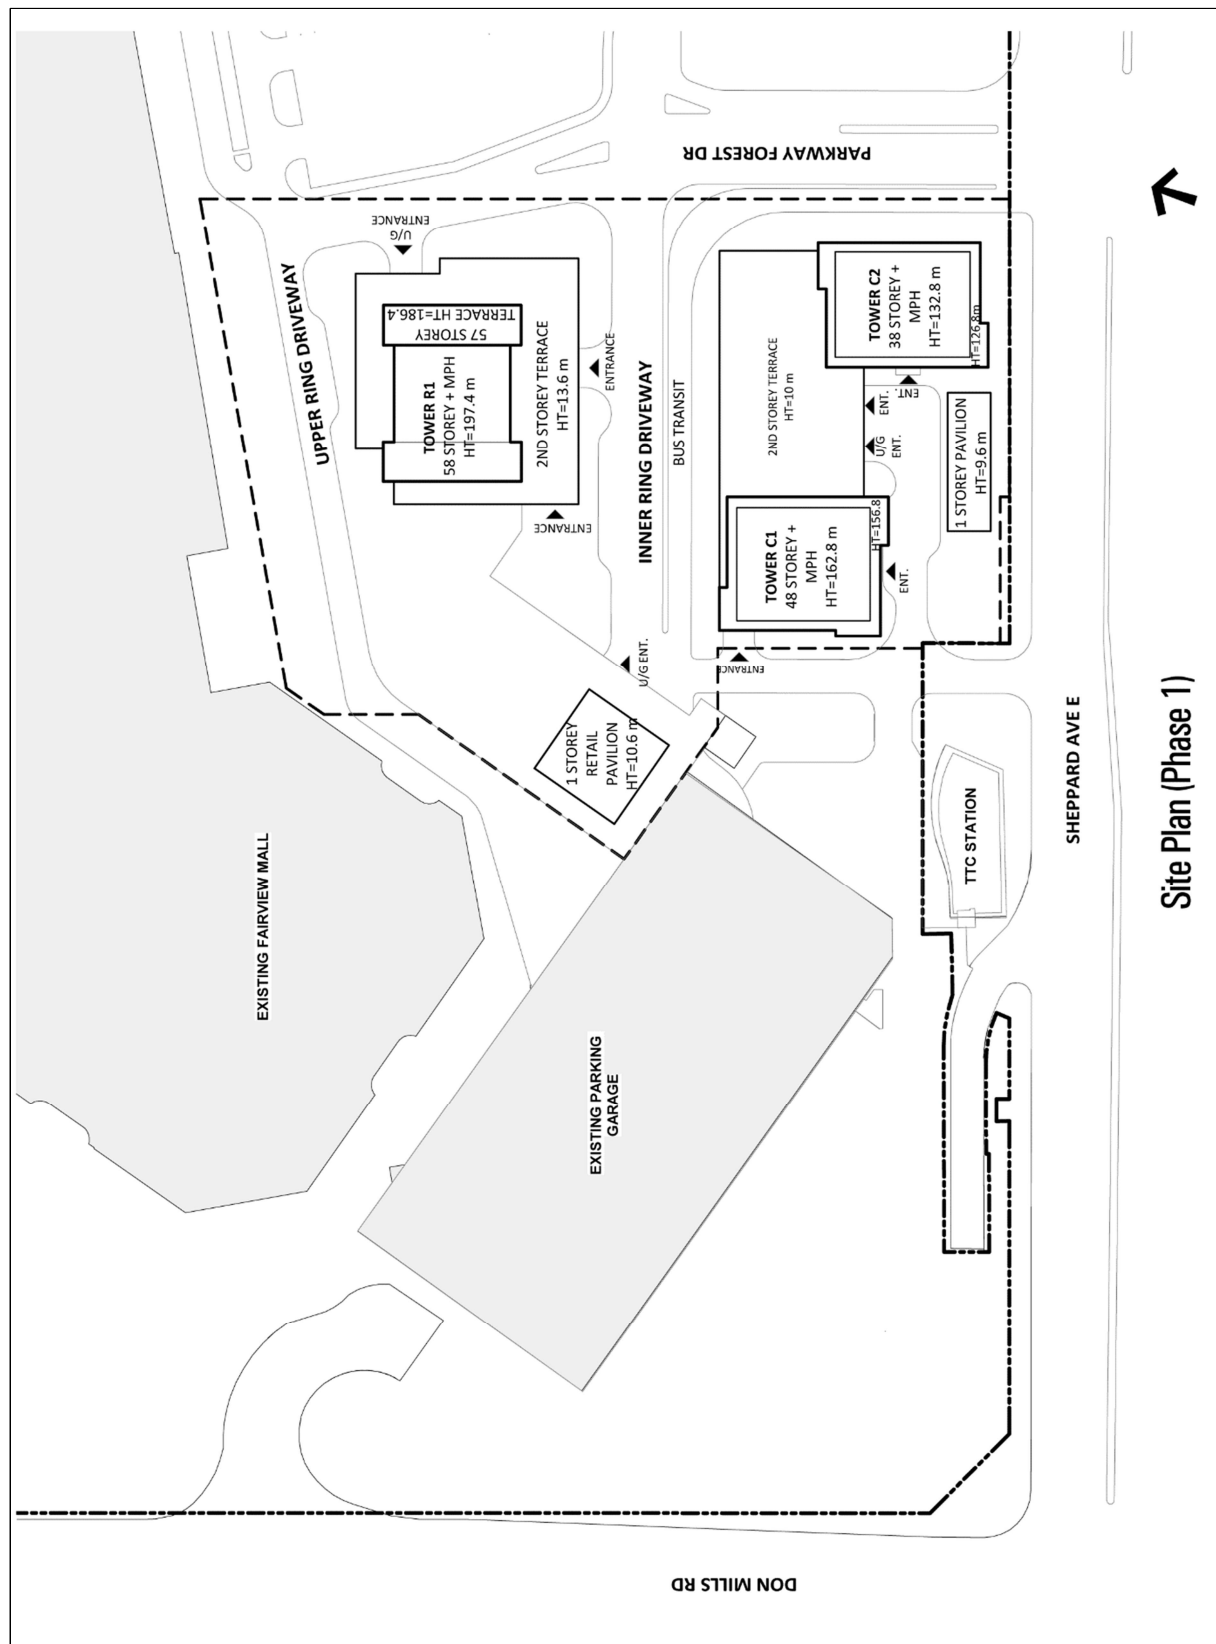 EXISTING FAIRVIEW MALL
UPPER RING DRIVEWAY
U/G
ENTRANCE
TOWER R1
58 STOREY + MPH
HT=197.4 m
57 STOREY
TERRACE HT=186.4
2ND STOREY TERRACE
HT=13.6 m
ENTRANCE
ENTRANCE
1 STOREY
RETAIL
PAVILION
HT=10.6 m
EXISTING PARKING
GARAGE
U/G ENT.
INNER RING DRIVEWAY
BUS TRANSIT
PARKWAY FOREST DR
DON MILLS RD
ENTRANCE
TOWER C1
48 STOREY +
MPH
HT=162.8 m
HT=156.8
2ND STOREY TERRACE
HT=10 m
TOWER C2
38 STOREY +
MPH
HT=132.8 m
HT=126.8m
ENT.
U/G
ENT.
ENT.
ENT.
1 STOREY PAVILION
HT=9.6 m
TTC STATION
SHEPPARD AVE E
Site Plan (Phase 1)